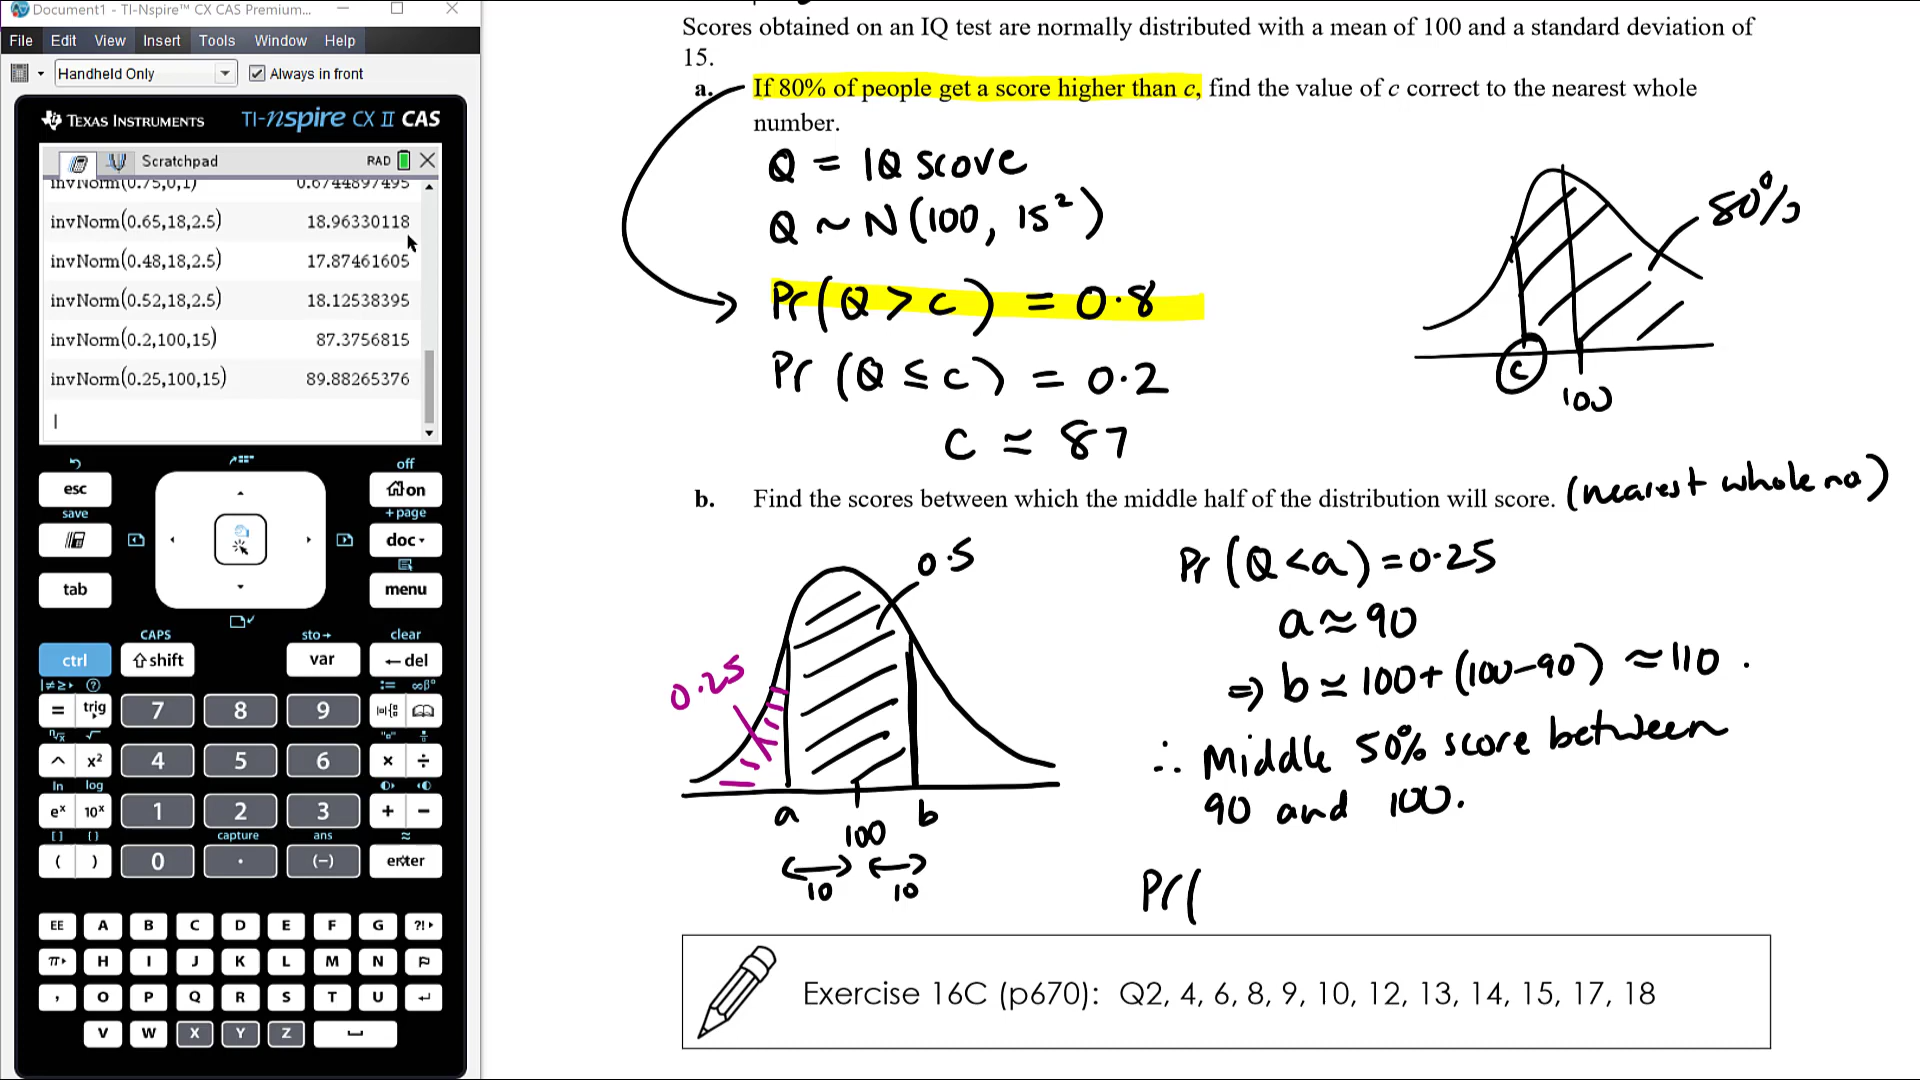 Document1 - TI-Nspire™ CX CAS Premium...
File Edit View Insert Tools Window Help
Handheld Only
Always in front
TEXAS INSTRUMENTS TI-nspire CX II CAS
Scratchpad RAD
invNorm(0.75,0,1) 0.6744897495
invNorm(0.65,18,2.5) 18.96330118
invNorm(0.48,18,2.5) 17.87461605
invNorm(0.52,18,2.5) 18.12538395
invNorm(0.2,100,15) 87.3756815
invNorm(0.25,100,15) 89.88265376
off
esc on
save +page
doc
tab menu
CAPS sto→ clear
ctrl shift var ←del
|≠≥▸ ? := ∞β°
= trig 7 8 9
ⁿ√x √
^ x² 4 5 6 × ÷
ln log
eˣ 10ˣ 1 2 3 + −
[ ] { } capture ans ≈
( ) 0 . (−) enter
EE A B C D E F G ?!▸
π▸ H I J K L M N
, O P Q R S T U
V W X Y Z
Scores obtained on an IQ test are normally distributed with a mean of 100 and a standard deviation of
15.
a. If 80% of people get a score higher than c, find the value of c correct to the nearest whole
number.
Q = IQ score
Q ~ N(100, 15²)
Pr(Q > c) = 0.8
Pr (Q ≤ c) = 0.2
c ≈ 87
80%
c
100
b. Find the scores between which the middle half of the distribution will score. (nearest whole no)
0.5
0.25
a 100 b
10 10
Pr (Q < a) = 0.25
a ≈ 90
⇒ b ≃ 100 + (100 - 90) ≈ 110.
∴ Middle 50% score between
90 and 100.
Pr(
Exercise 16C (p670): Q2, 4, 6, 8, 9, 10, 12, 13, 14, 15, 17, 18